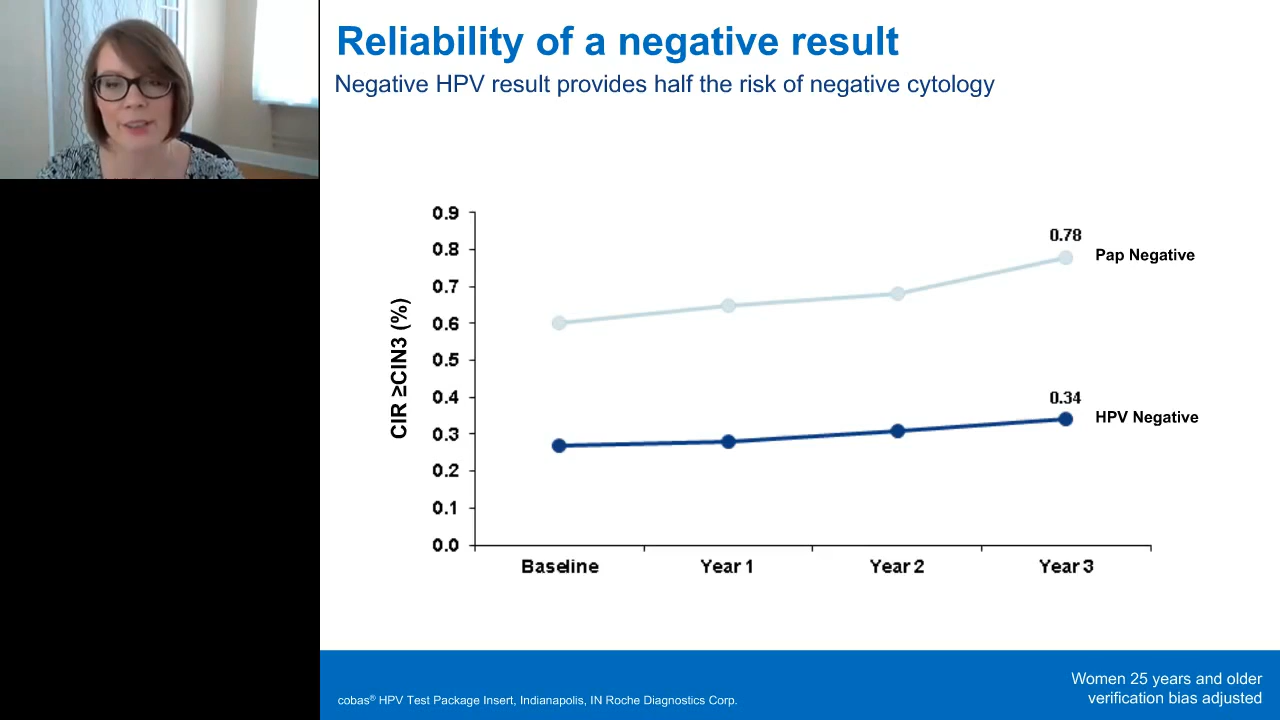 Reliability of a negative result
Negative HPV result provides half the risk of negative cytology
CIR ≥CIN3 (%)
0.9
0.8
0.7
0.6
0.5
0.4
0.3
0.2
0.1
0.0
0.78
Pap Negative
0.34
HPV Negative
Baseline
Year 1
Year 2
Year 3
cobas® HPV Test Package Insert, Indianapolis, IN Roche Diagnostics Corp.
Women 25 years and older
verification bias adjusted